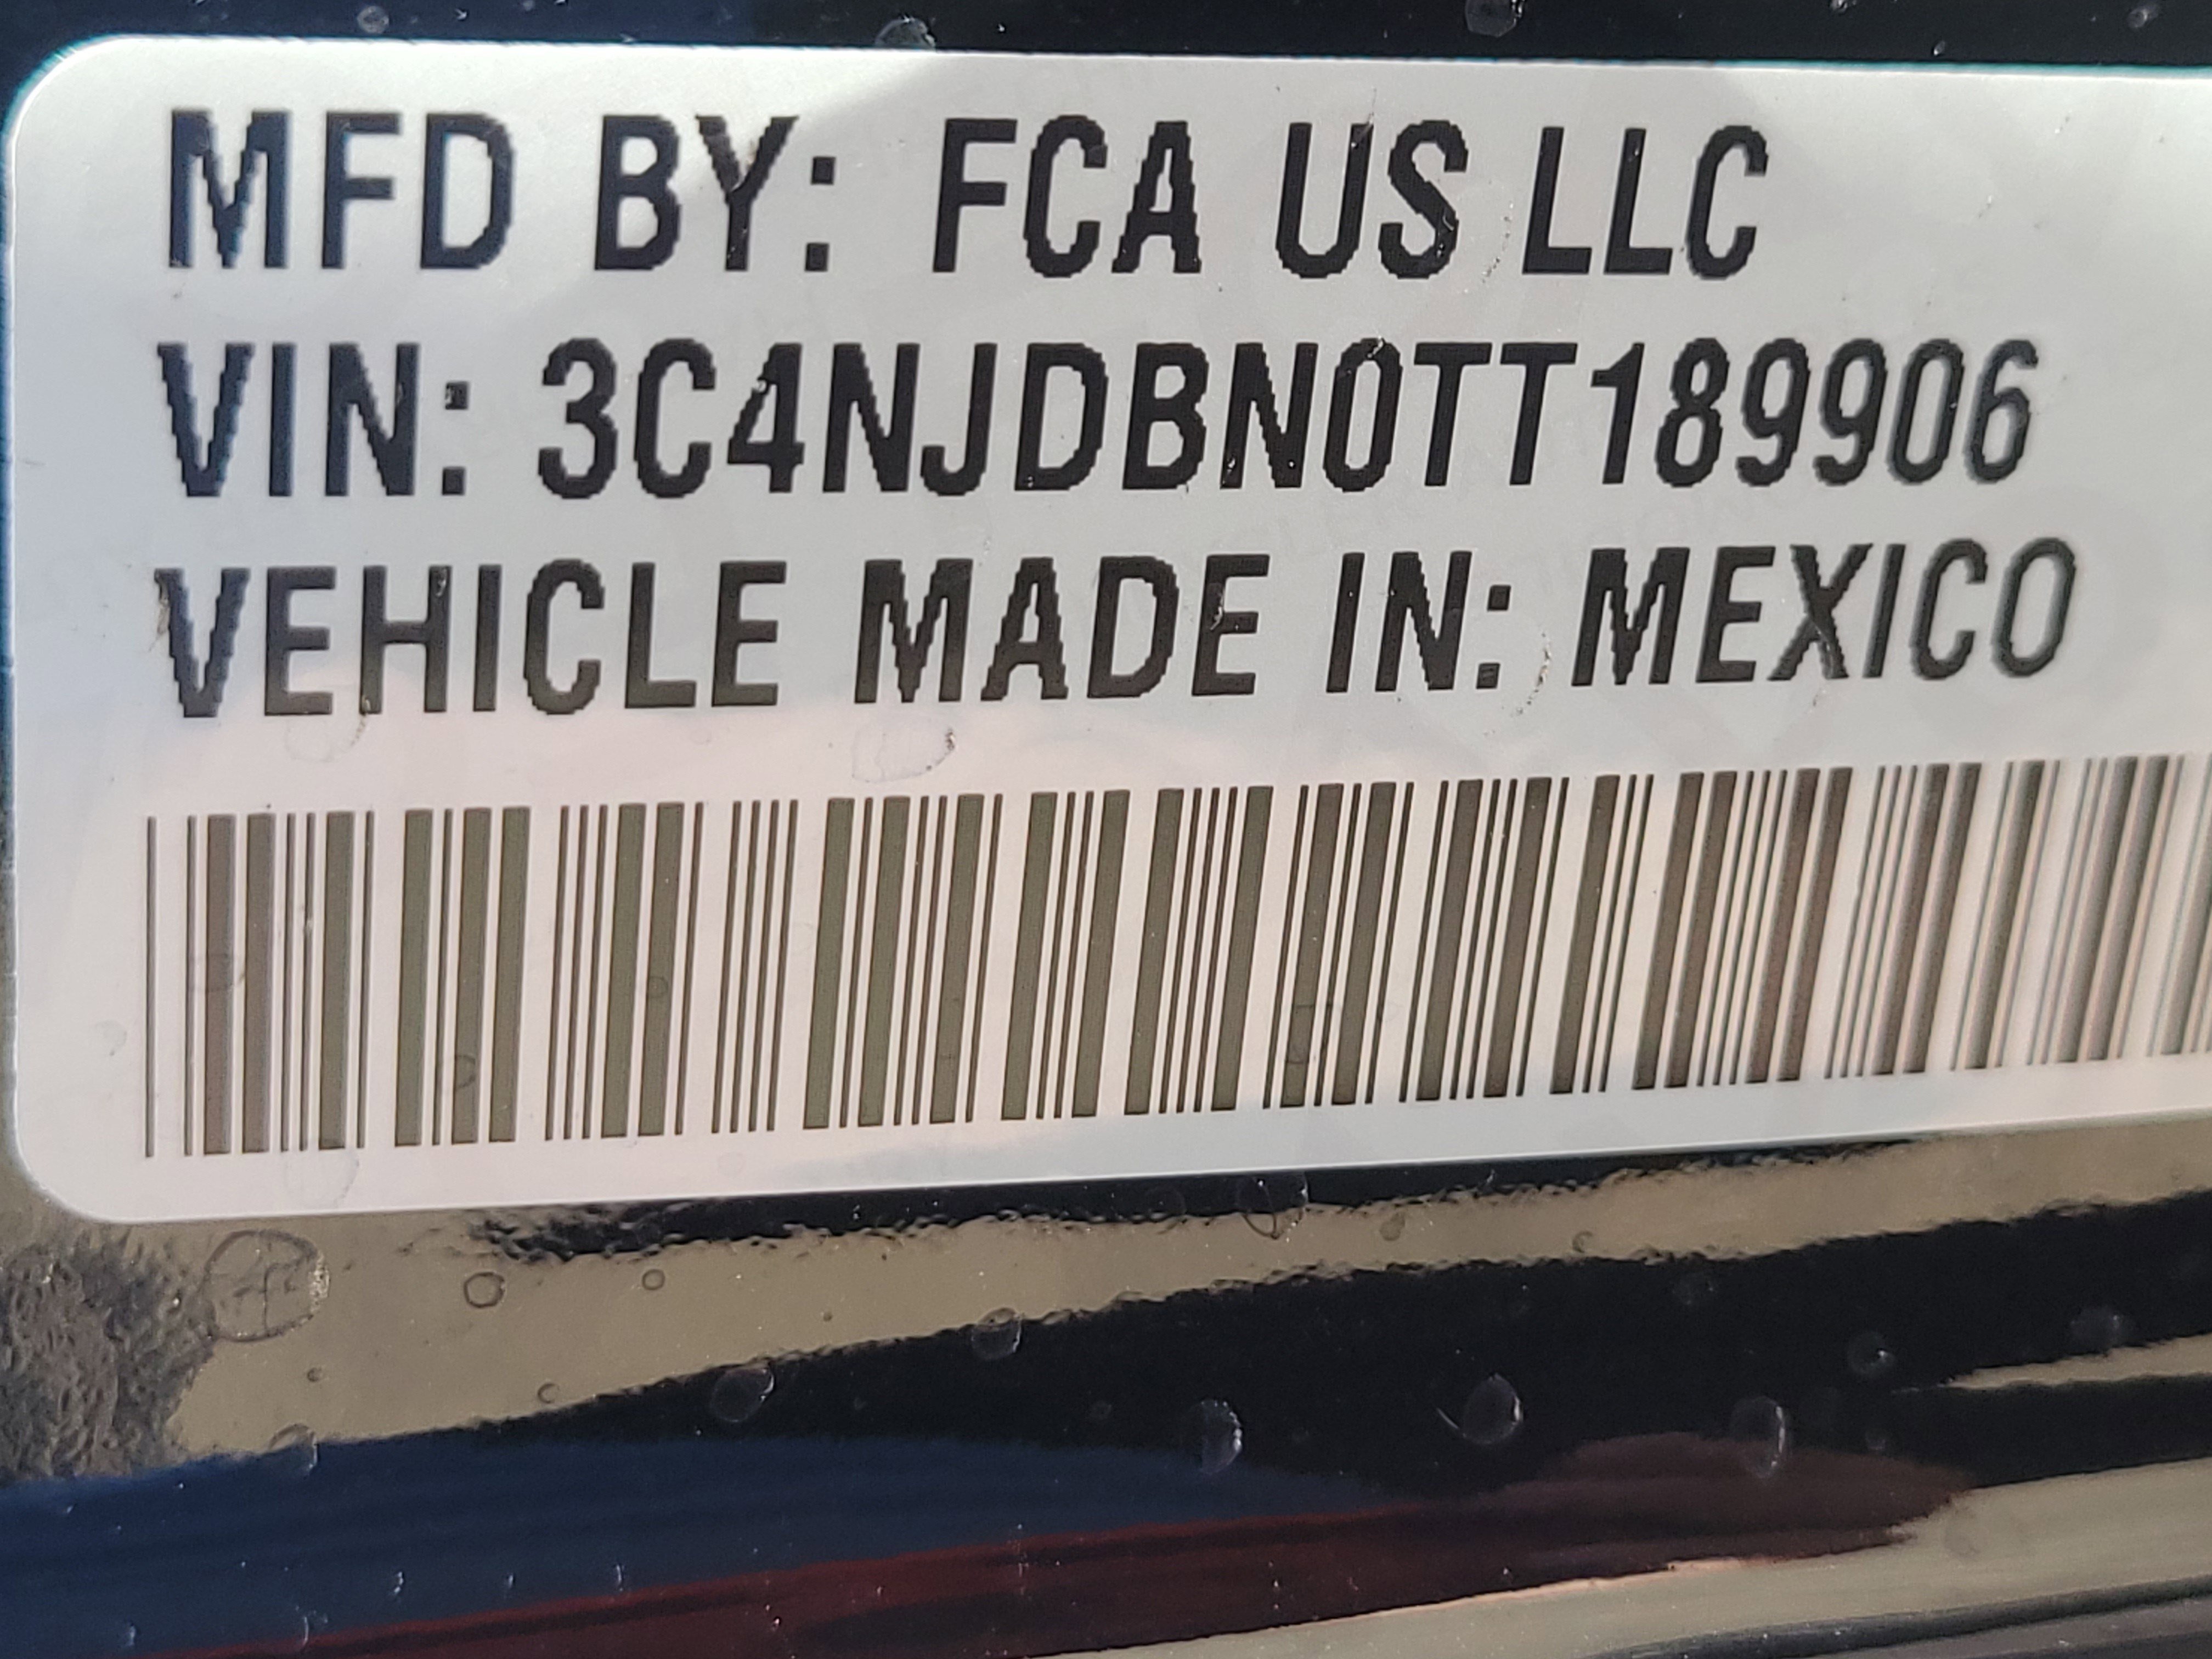 MFD BY: FCA US LLC
VIN: 3C4NJDBN0TT189906
VEHICLE MADE IN: MEXICO